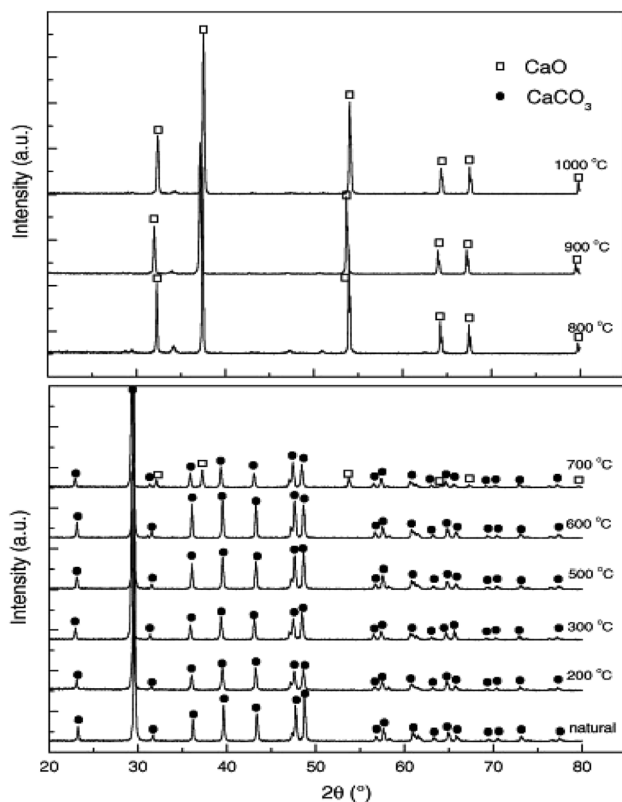 Intensity (a.u.)
CaO
CaCO3
1000 °C
900 °C
800 °C
Intensity (a.u.)
700 °C
600 °C
500 °C
300 °C
200 °C
natural
20 30 40 50 60 70 80
2θ (°)